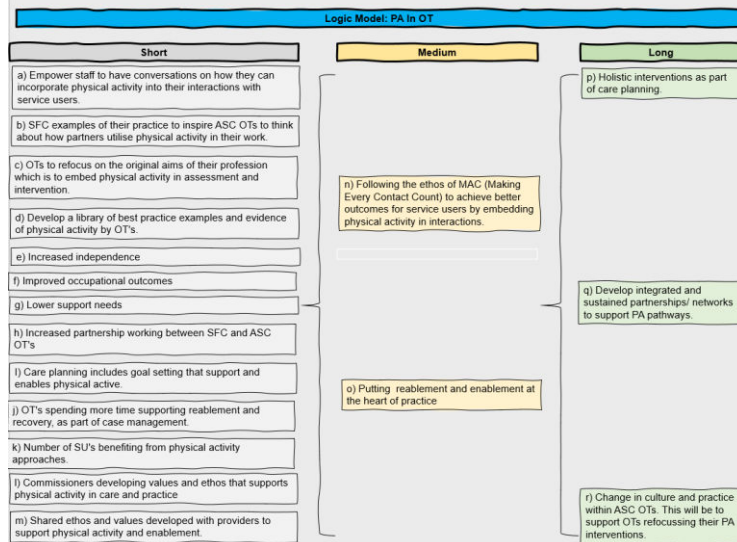 Logic Model: PA In OT
Short
a) Empower staff to have conversations on how they can
incorporate physical activity into their interactions with
service users.
b) SFC examples of their practice to inspire ASC OTs to think
about how partners utilise physical activity in their work.
c) OTs to refocus on the original aims of their profession
which is to embed physical activity in assessment and
intervention.
d) Develop a library of best practice examples and evidence
of physical activity by OT's.
e) Increased independence
f) Improved occupational outcomes
g) Lower support needs
h) Increased partnership working between SFC and ASC
OT's
I) Care planning includes goal setting that support and
enables physical active.
j) OT's spending more time supporting reablement and
recovery, as part of case management.
k) Number of SU's benefiting from physical activity
approaches.
l) Commissioners developing values and ethos that supports
physical activity in care and practice
m) Shared ethos and values developed with providers to
support physical activity and enablement.
Medium
n) Following the ethos of MAC (Making
Every Contact Count) to achieve better
outcomes for service users by embedding
physical activity in interactions.
o) Putting reablement and enablement at
the heart of practice
Long
p) Holistic interventions as part
of care planning.
q) Develop integrated and
sustained partnerships/ networks
to support PA pathways.
r) Change in culture and practice
within ASC OTs. This will be to
support OTs refocussing their PA
interventions.